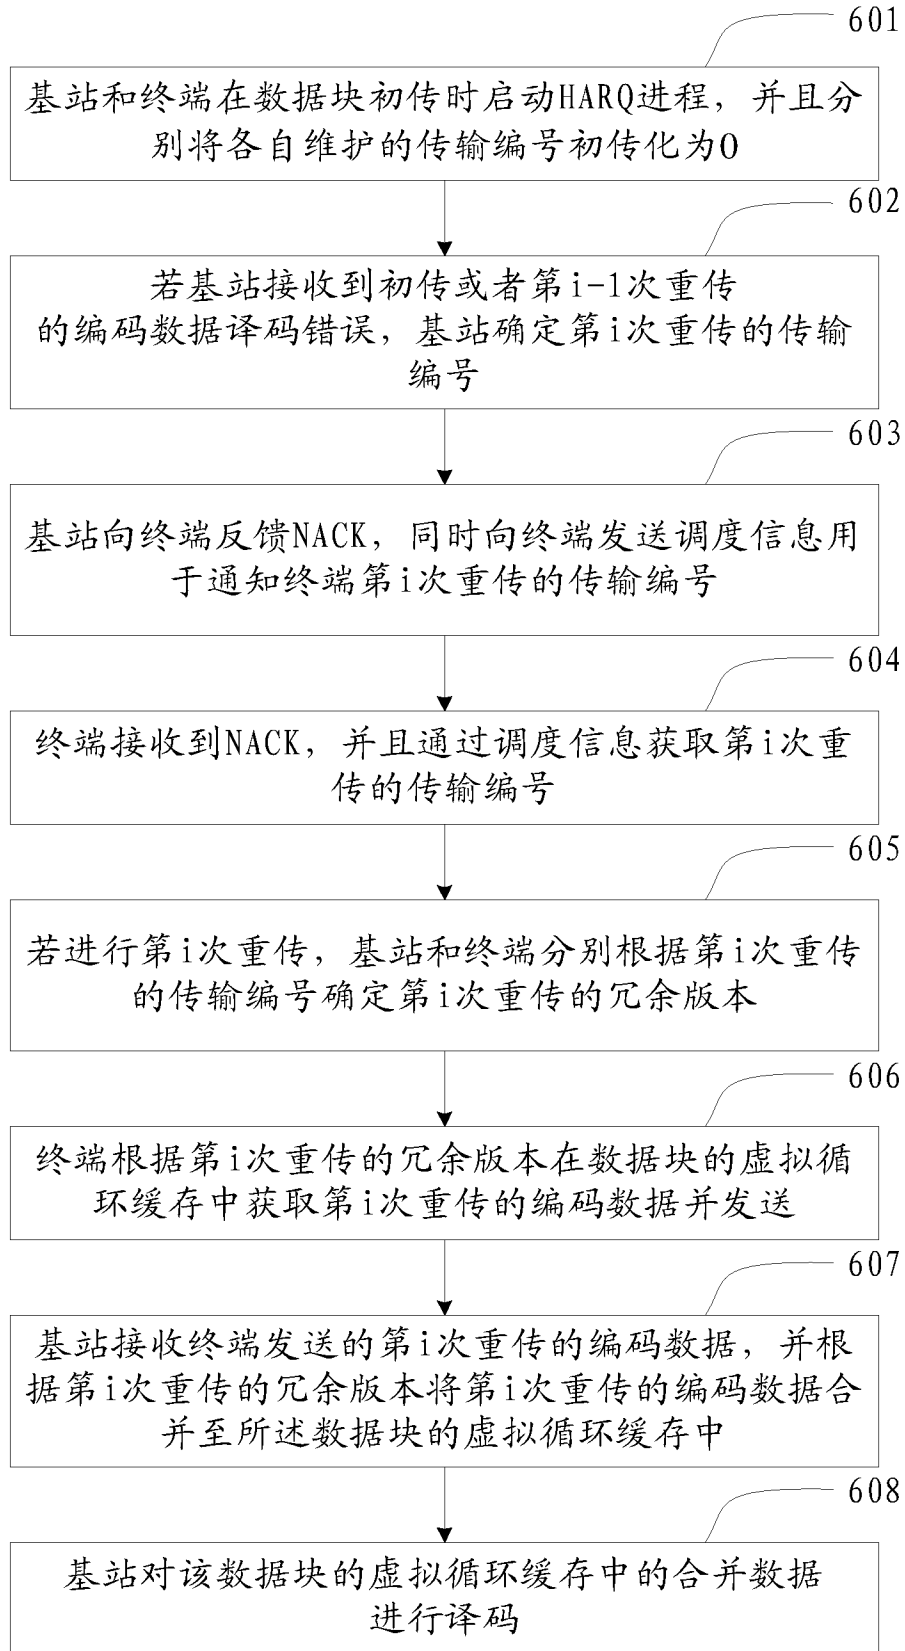 601
基站和终端在数据块初传时启动HARQ进程，并且分
别将各自维护的传输编号初传化为0
602
若基站接收到初传或者第i-1次重传
的编码数据译码错误，基站确定第i次重传的传输
编号
603
基站向终端反馈NACK，同时向终端发送调度信息用
于通知终端第i次重传的传输编号
604
终端接收到NACK，并且通过调度信息获取第i次重
传的传输编号
605
若进行第i次重传，基站和终端分别根据第i次重传
的传输编号确定第i次重传的冗余版本
606
终端根据第i次重传的冗余版本在数据块的虚拟循
环缓存中获取第i次重传的编码数据并发送
607
基站接收终端发送的第i次重传的编码数据，并根
据第i次重传的冗余版本将第i次重传的编码数据合
并至所述数据块的虚拟循环缓存中
608
基站对该数据块的虚拟循环缓存中的合并数据
进行译码